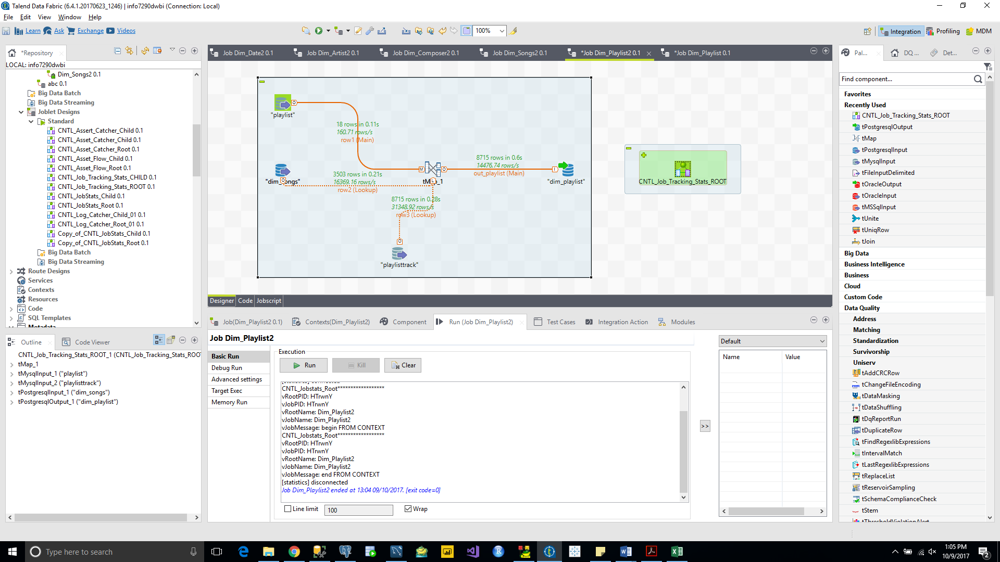 Talend Data Fabric (6.4.1.20170623_1246) | info7290dwbi (Connection: Local)
File Edit View Window Help
Learn Ask Exchange Videos
100%
Integration Profiling MDM
*Repository
LOCAL: info7290dwbi
Dim_Songs2 0.1
abc 0.1
Big Data Batch
Big Data Streaming
Joblet Designs
Standard
CNTL_Assert_Catcher_Child 0.1
CNTL_Asset_Catcher_Child 0.1
CNTL_Asset_Catcher_Root 0.1
CNTL_Asset_Flow_Child 0.1
CNTL_Asset_Flow_Root 0.1
CNTL_Job_Tracking_Stats_CHILD 0.1
CNTL_Job_Tracking_Stats_ROOT 0.1
CNTL_JobStats_Child 0.1
CNTL_JobStats_Root 0.1
CNTL_Log_Catcher_Child_01 0.1
CNTL_Log_Catcher_Root_01 0.1
Copy_of_CNTL_JobStats_Child 0.1
Copy_of_CNTL_JobStats_Root 0.1
Big Data Batch
Big Data Streaming
Route Designs
Services
Contexts
Resources
Code
SQL Templates
Metadata
Outline Code Viewer
CNTL_Job_Tracking_Stats_ROOT_1 (CNTL_Job_Tracking_Stats_ROO
tMap_1
tMysqlInput_1 ("playlist")
tMysqlInput_2 ("playlisttrack")
tPostgresqlInput_1 ("dim_songs")
tPostgresqlOutput_1 ("dim_playlist")
Job Dim_Date2 0.1 Job Dim_Artist2 0.1 Job Dim_Composer2 0.1 Job Dim_Songs2 0.1 *Job Dim_Playlist2 0.1 *Job Dim_Playlist 0.1
"playlist"
18 rows in 0.11s
160.71 rows/s
row1 (Main)
8715 rows in 0.6s
14476.74 rows/s
out_playlist (Main)
3503 rows in 0.21s
16369.16 rows/s
row2 (Lookup)
"dim_songs"
tMap_1
"dim_playlist"
8715 rows in 0.28s
31348.92 rows/s
row3 (Lookup)
"playlisttrack"
CNTL_Job_Tracking_Stats_ROOT
Designer Code Jobscript
Job(Dim_Playlist2 0.1) Contexts(Dim_Playlist2) Component Run (Job Dim_Playlist2) Test Cases Integration Action Modules
Job Dim_Playlist2
Basic Run
Debug Run
Advanced settings
Target Exec
Memory Run
Execution
Run Kill Clear
[statistics] connected
CNTL_Jobstats_Root******************
vRootPID: HTrwnY
vJobPID: HTrwnY
vRootName: Dim_Playlist2
vJobName: Dim_Playlist2
vJobMessage: begin FROM CONTEXT
CNTL_Jobstats_Root******************
vRootPID: HTrwnY
vJobPID: HTrwnY
vRootName: Dim_Playlist2
vJobName: Dim_Playlist2
vJobMessage: end FROM CONTEXT
[statistics] disconnected
Job Dim_Playlist2 ended at 13:04 09/10/2017. [exit code=0]
Line limit 100 Wrap
>>
Default
Name Value
Pal... DQ ... Det...
Find component...
Favorites
Recently Used
CNTL_Job_Tracking_Stats_ROOT
tPostgresqlOutput
tMap
tPostgresqlInput
tMysqlInput
tFileInputDelimited
tOracleOutput
tOracleInput
tMSSqlInput
tUnite
tUniqRow
tJoin
Big Data
Business Intelligence
Business
Cloud
Custom Code
Data Quality
Address
Matching
Standardization
Survivorship
Uniserv
tAddCRCRow
tChangeFileEncoding
tDataMasking
tDataShuffling
tDqReportRun
tDuplicateRow
tFindRegexlibExpressions
tIntervalMatch
tLastRegexlibExpressions
tReplaceList
tReservoirSampling
tSchemaComplianceCheck
tStem
tThresholdViolationAlert
Type here to search
1:05 PM
10/9/2017
2